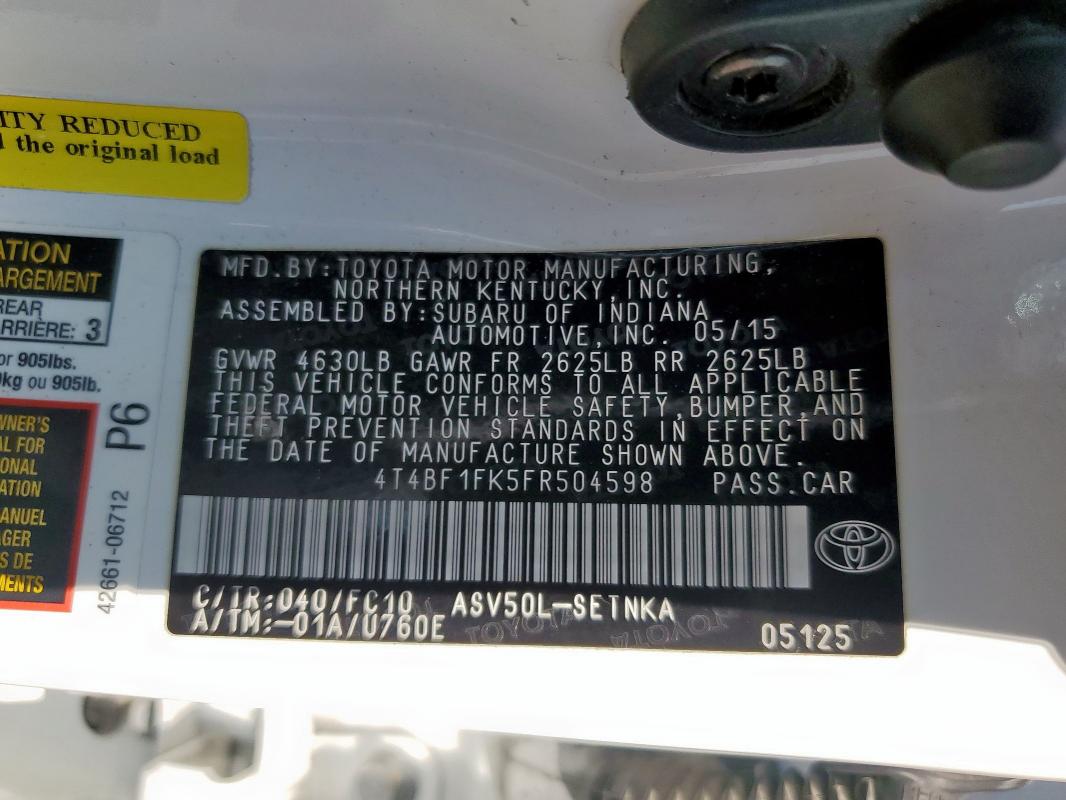 ITY REDUCED
the original load
ATION
ARGEMENT
REAR
ARRIÈRE: 3
or 905lbs.
0kg ou 905lb.
WNER'S
AL FOR
IONAL
ATION
ANUEL
AGER
S DE
MENTS
P6
42661-06712
MFD.BY:TOYOTA MOTOR MANUFACTURING,
NORTHERN KENTUCKY,INC.
ASSEMBLED BY:SUBARU OF INDIANA
AUTOMOTIVE,INC. 05/15
GVWR 4630LB GAWR FR 2625LB RR 2625LB
THIS VEHICLE CONFORMS TO ALL APPLICABLE
FEDERAL MOTOR VEHICLE SAFETY,BUMPER,AND
THEFT PREVENTION STANDARDS IN EFFECT ON
THE DATE OF MANUFACTURE SHOWN ABOVE.
4T4BF1FK5FR504598 PASS.CAR
C/TR:040/FC10 ASV50L-SETNKA
A/TM:-01A/U760E
05125